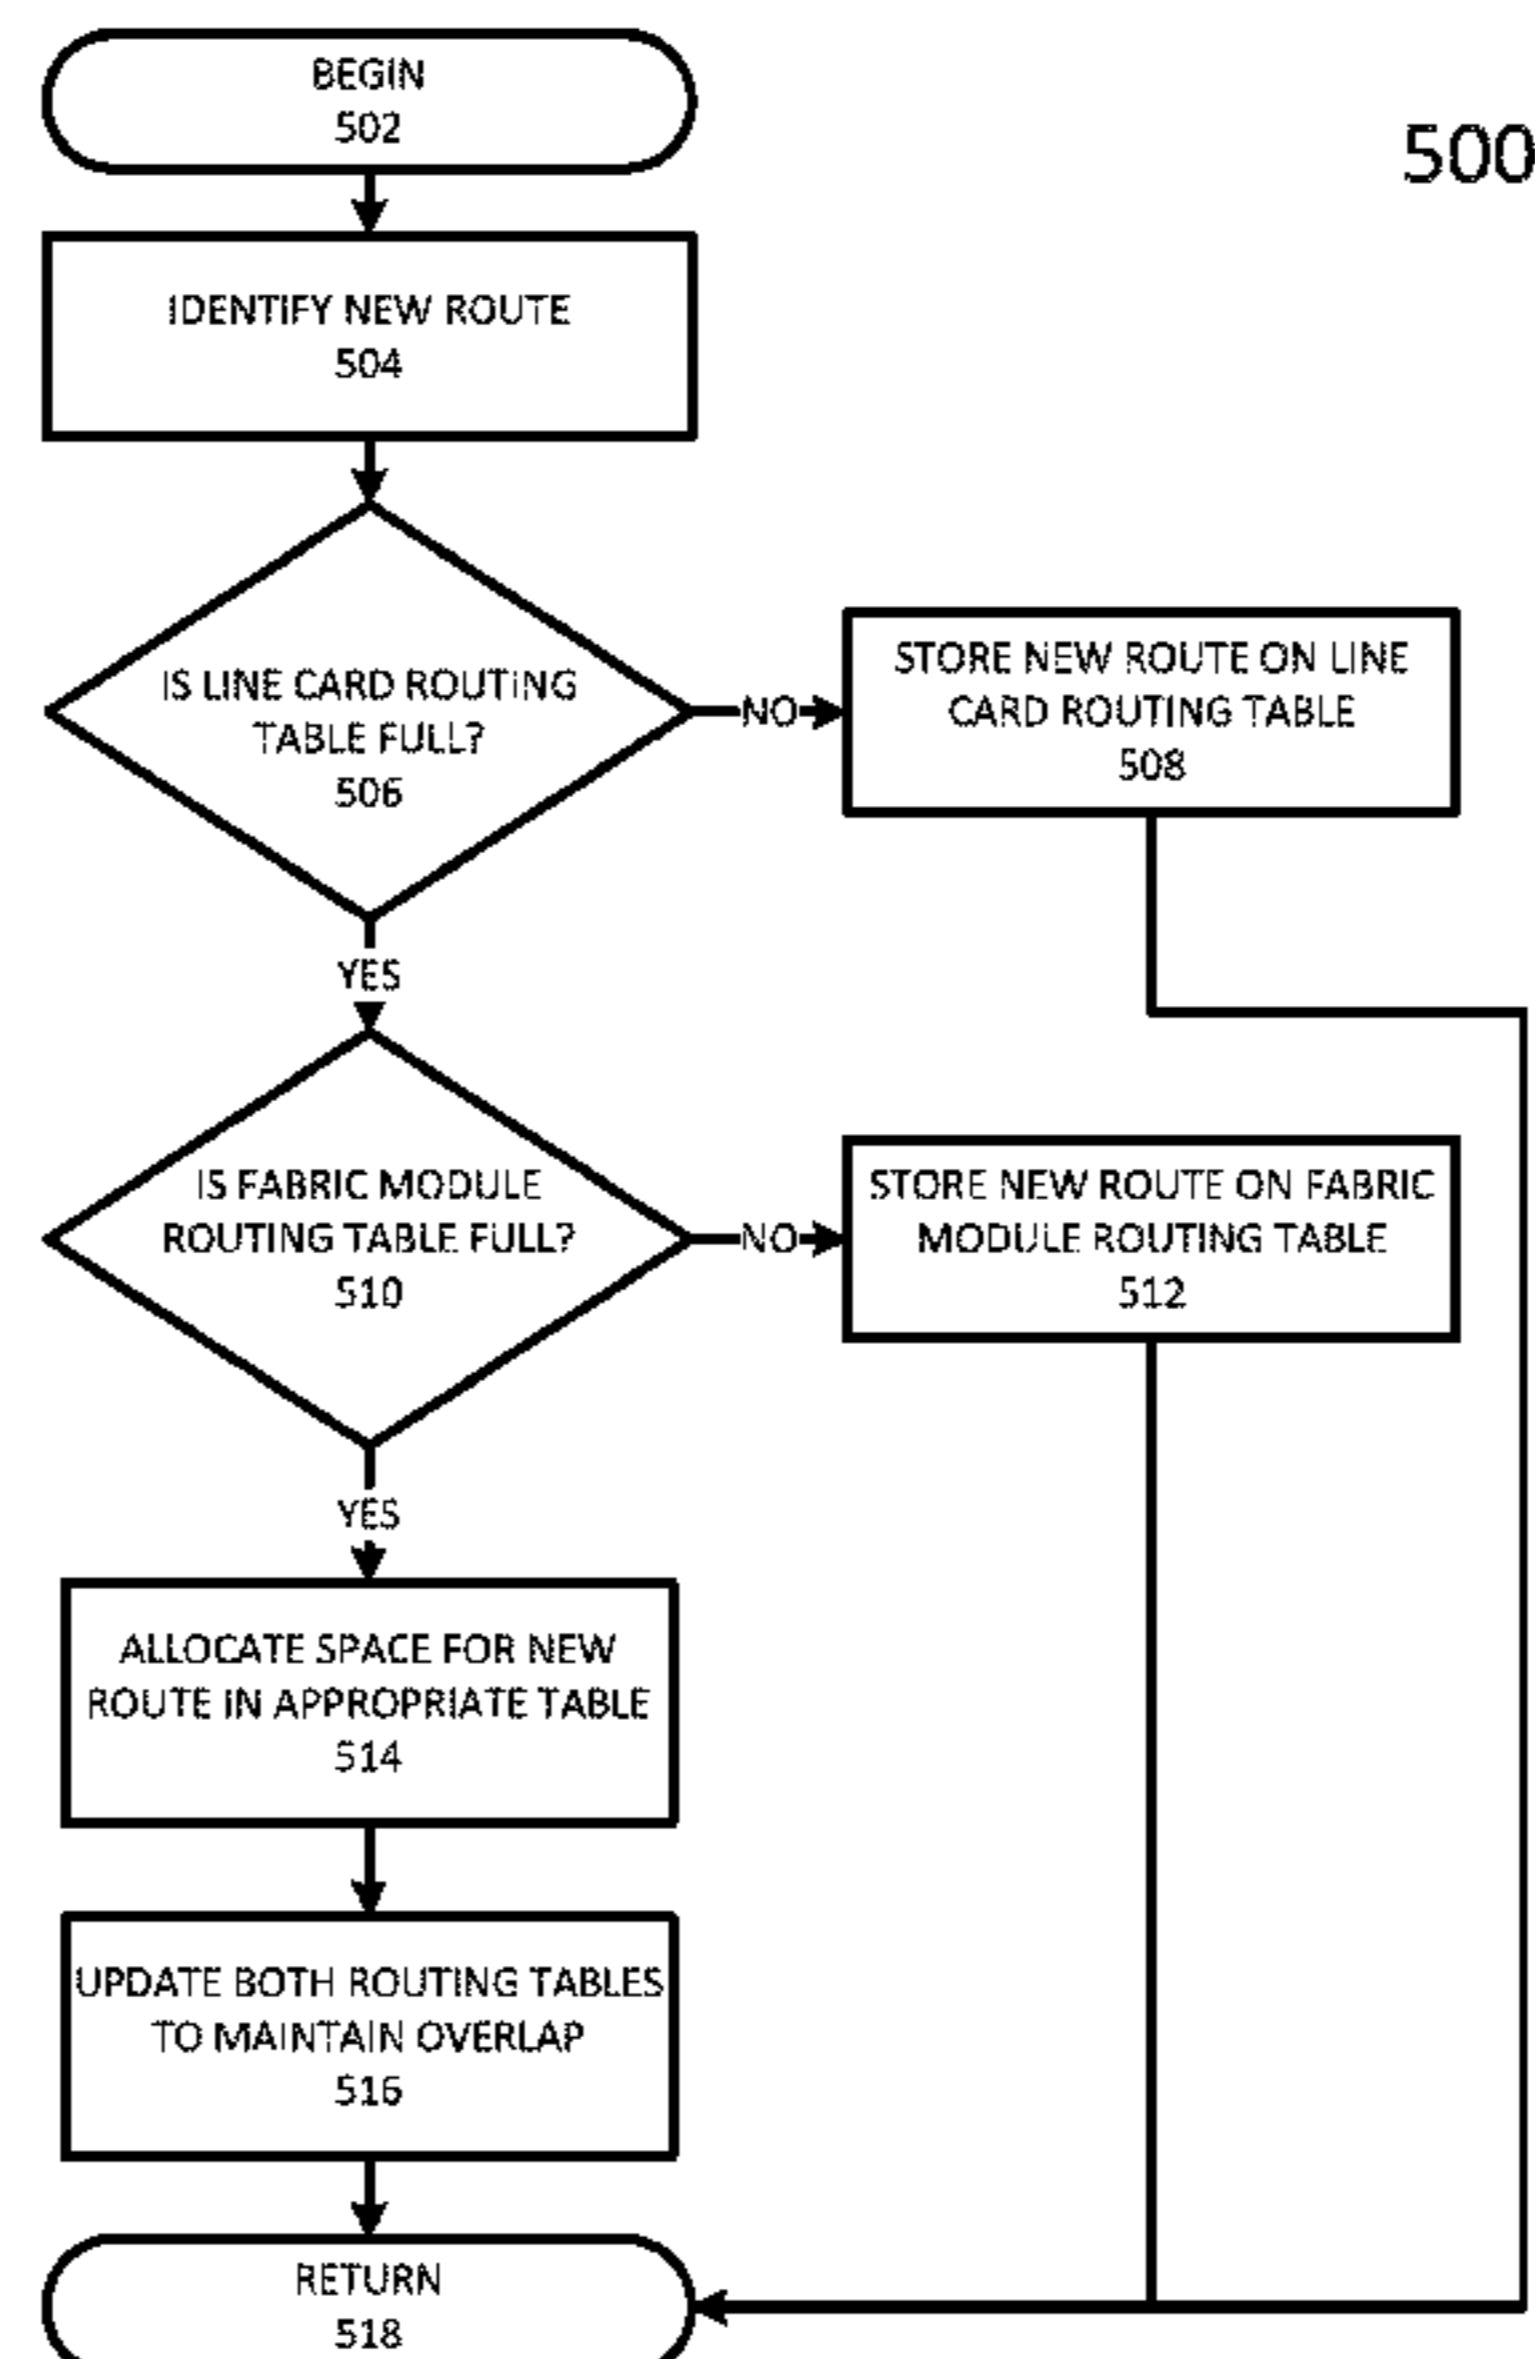 BEGIN
502
500
IDENTIFY NEW ROUTE
504
IS LINE CARD ROUTING
TABLE FULL?
506
NO
STORE NEW ROUTE ON LINE
CARD ROUTING TABLE
508
YES
IS FABRIC MODULE
ROUTING TABLE FULL?
510
NO
STORE NEW ROUTE ON FABRIC
MODULE ROUTING TABLE
512
YES
ALLOCATE SPACE FOR NEW
ROUTE IN APPROPRIATE TABLE
514
UPDATE BOTH ROUTING TABLES
TO MAINTAIN OVERLAP
516
RETURN
518